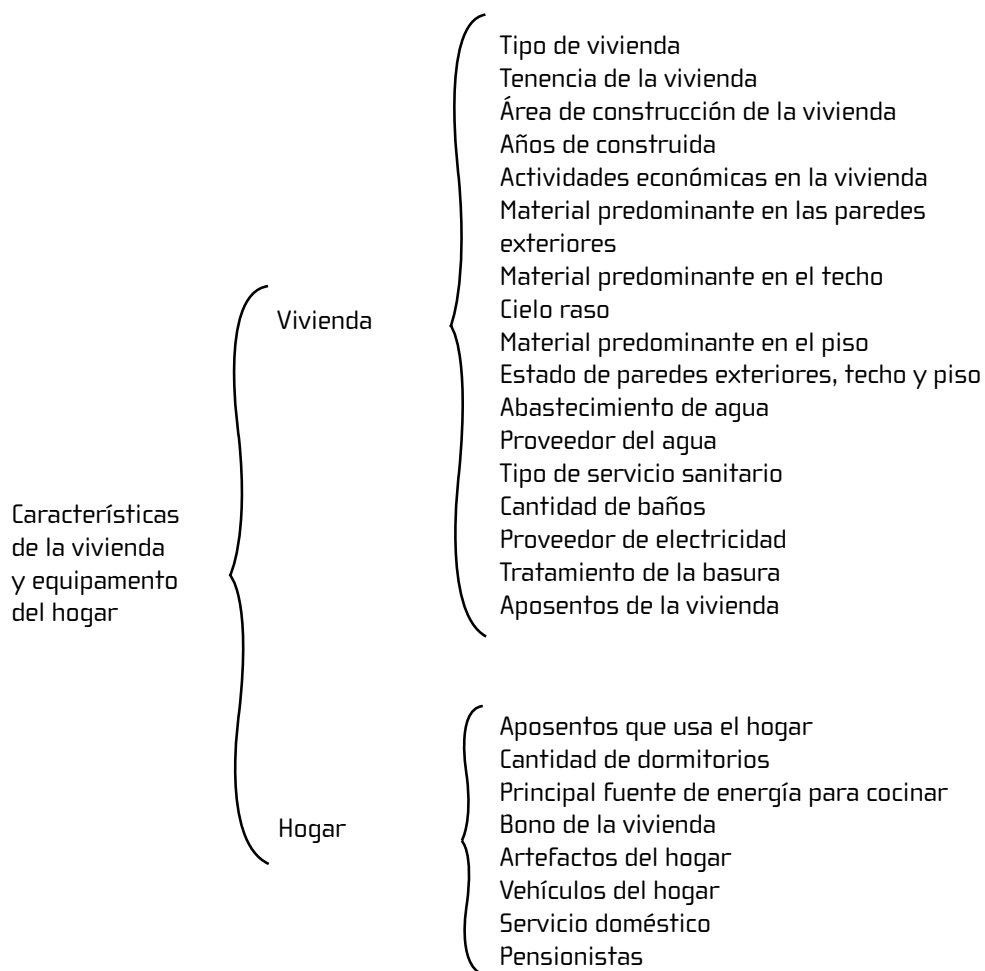 Características
de la vivienda
y equipamento
del hogar
Vivienda
Tipo de vivienda
Tenencia de la vivienda
Área de construcción de la vivienda
Años de construida
Actividades económicas en la vivienda
Material predominante en las paredes
exteriores
Material predominante en el techo
Cielo raso
Material predominante en el piso
Estado de paredes exteriores, techo y piso
Abastecimiento de agua
Proveedor del agua
Tipo de servicio sanitario
Cantidad de baños
Proveedor de electricidad
Tratamiento de la basura
Aposentos de la vivienda
Hogar
Aposentos que usa el hogar
Cantidad de dormitorios
Principal fuente de energía para cocinar
Bono de la vivienda
Artefactos del hogar
Vehículos del hogar
Servicio doméstico
Pensionistas